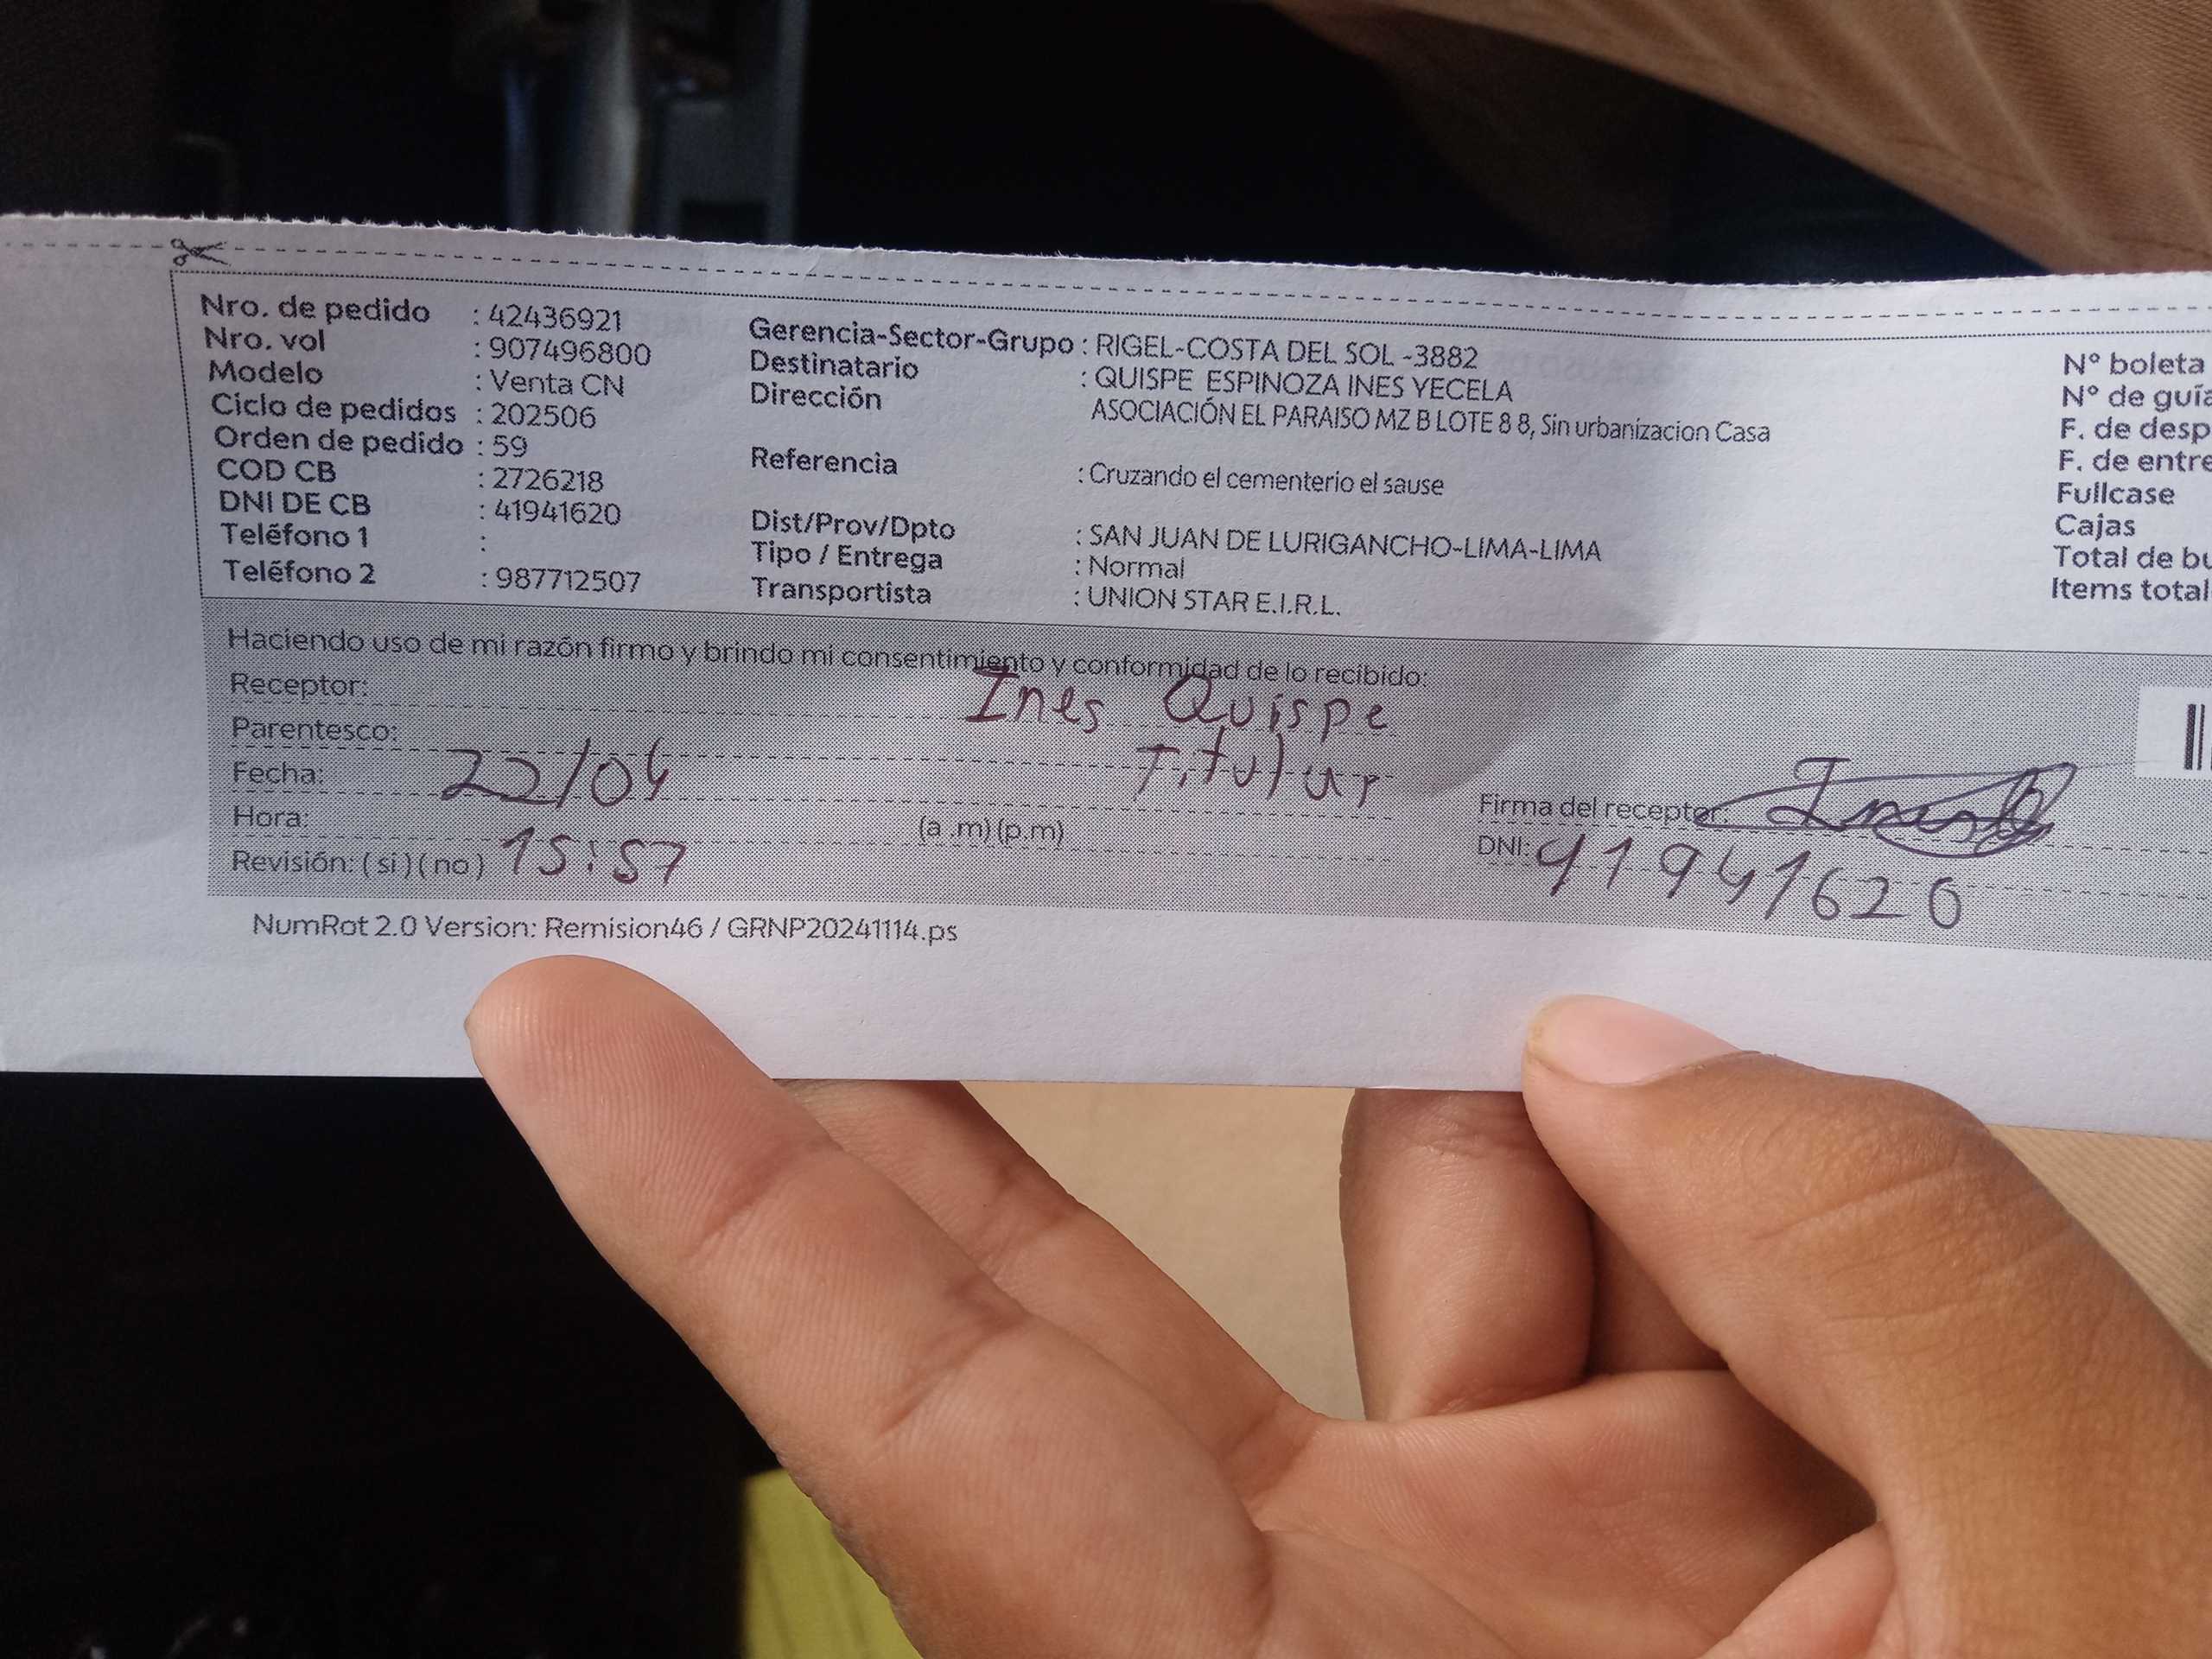 Nro. de pedido : 42436921
Nro. vol : 907496800
Modelo : Venta CN
Ciclo de pedidos : 202506
Orden de pedido : 59
COD CB : 2726218
DNI DE CB : 41941620
Teléfono 1 :
Teléfono 2 : 987712507
Gerencia-Sector-Grupo : RIGEL-COSTA DEL SOL -3882
Destinatario : QUISPE ESPINOZA INES YECELA
Dirección ASOCIACIÓN EL PARAISO MZ B LOTE 8 8, Sin urbanizacion Casa
Referencia : Cruzando el cementerio el sause
Dist/Prov/Dpto : SAN JUAN DE LURIGANCHO-LIMA-LIMA
Tipo / Entrega : Normal
Transportista : UNION STAR E.I.R.L.
N° boleta
N° de guía
F. de desp
F. de entre
Fullcase
Cajas
Total de bu
Items total
Haciendo uso de mi razón firmo y brindo mi consentimiento y conformidad de lo recibido:
Receptor: Ines Quispe
Parentesco: Titular
Fecha: 22/04
Hora: (a .m) (p.m)
Revisión: ( si ) ( no ) 15:57
Firma del receptor: Ines
DNI: 41941620
NumRot 2.0 Version: Remision46 / GRNP20241114.ps